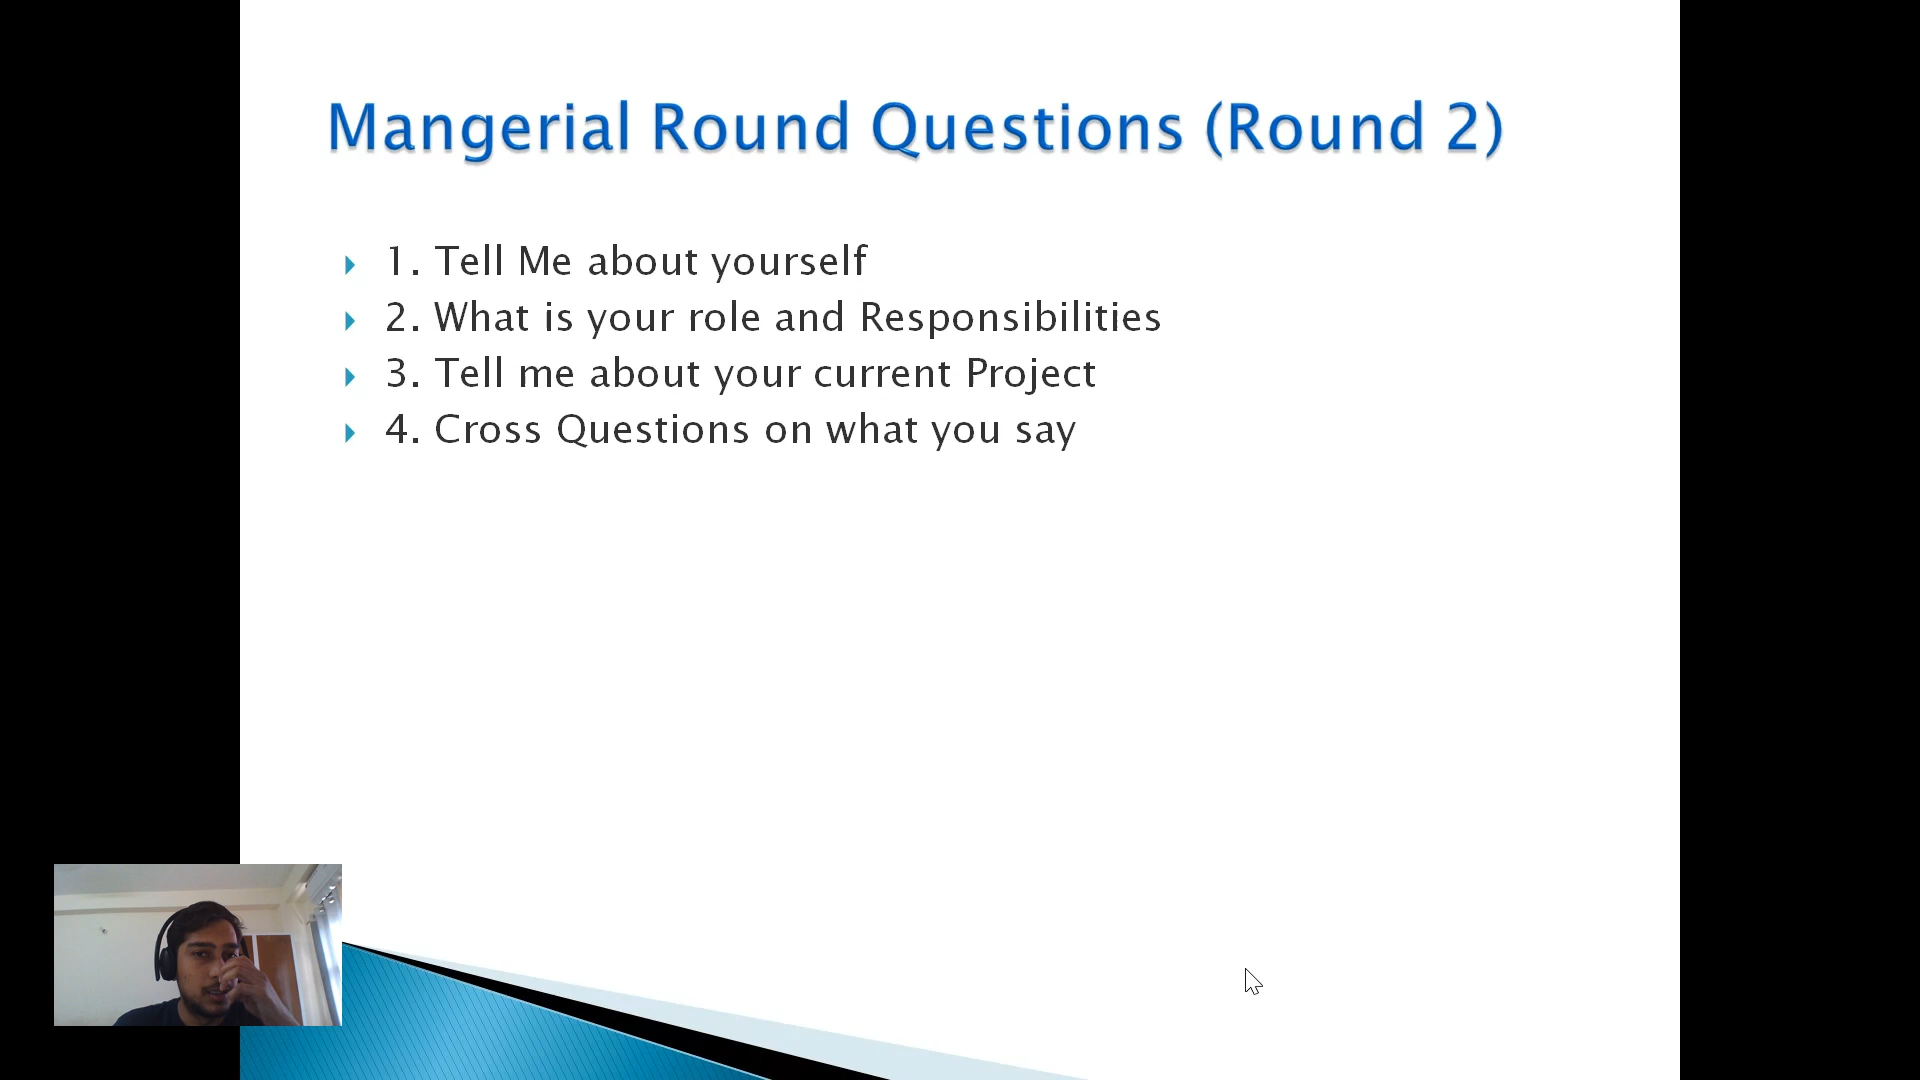 Mangerial Round Questions (Round 2)
1. Tell Me about yourself
2. What is your role and Responsibilities
3. Tell me about your current Project
4. Cross Questions on what you say